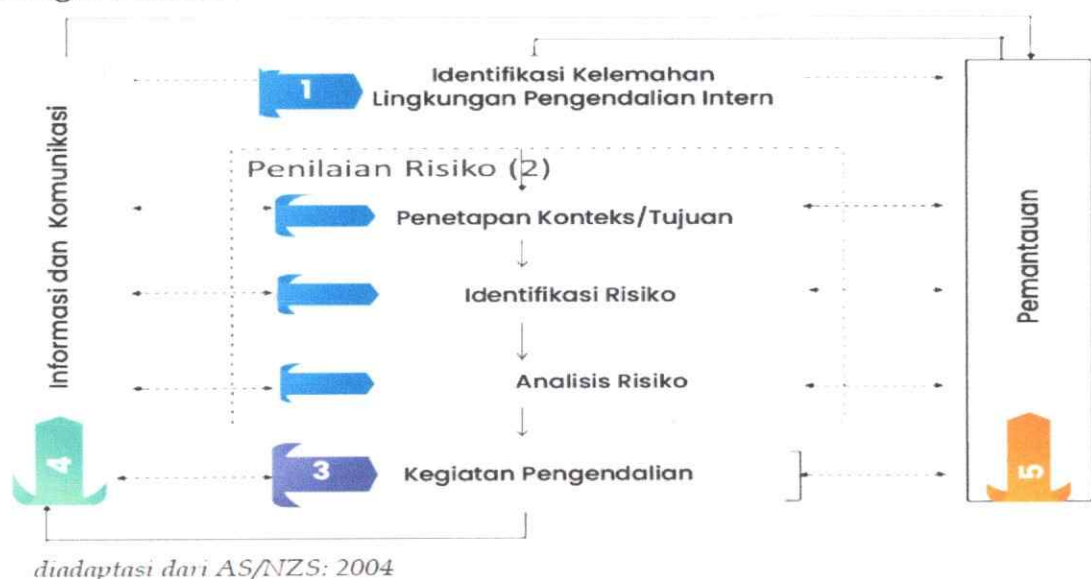 1
Identifikasi Kelemahan
Lingkungan Pengendalian Intern
Penilaian Risiko (2)
Penetapan Konteks/Tujuan
Identifikasi Risiko
Analisis Risiko
3
Kegiatan Pengendalian
Informasi dan Komunikasi
4
Pemantauan
5
diadaptasi dari AS/NZS: 2004